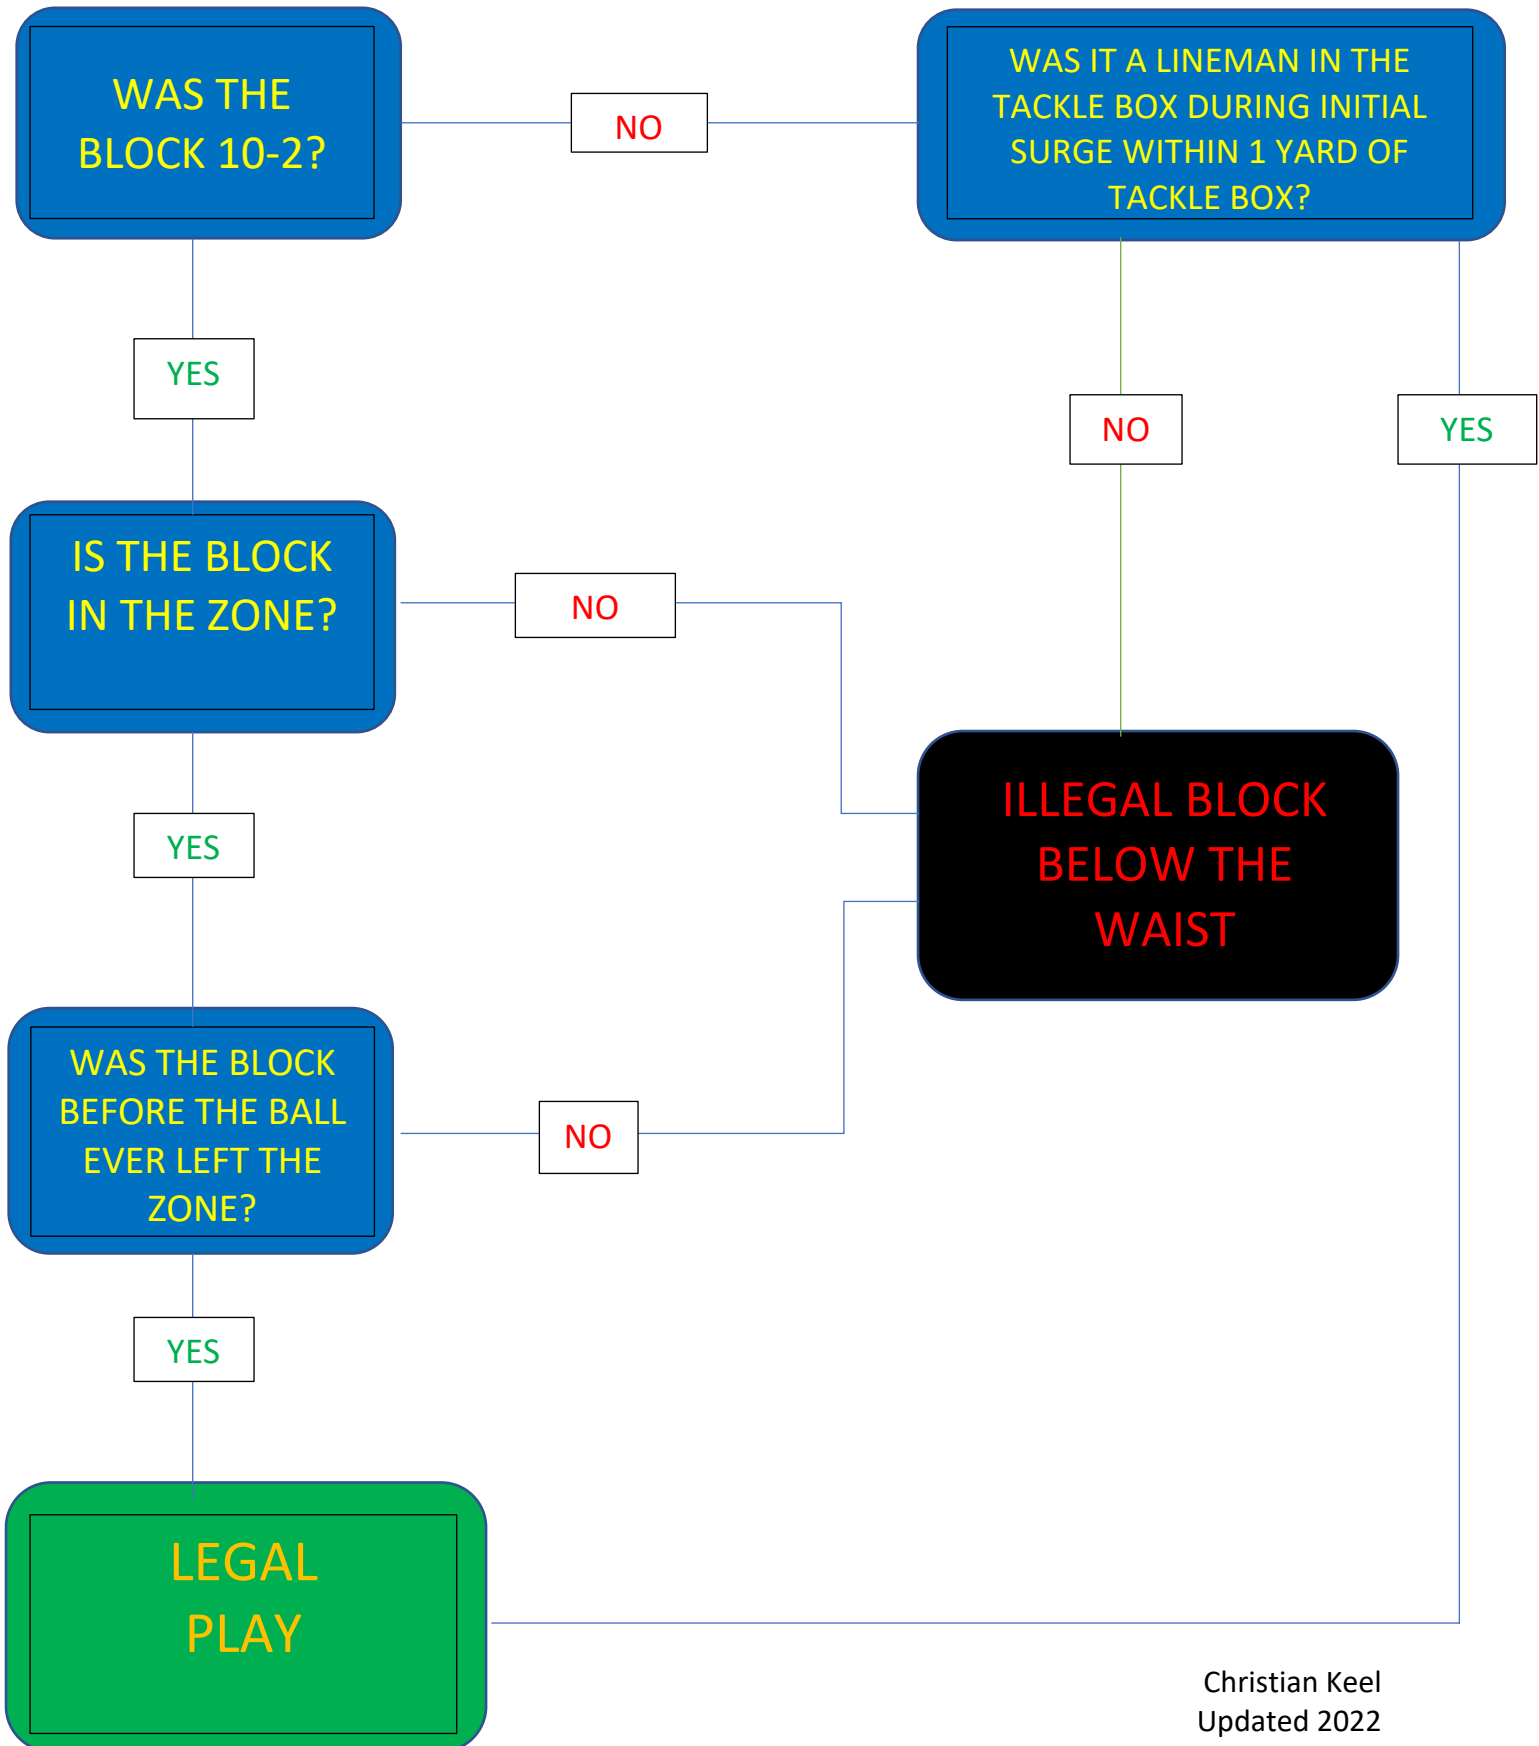 WAS THE
BLOCK 10-2?
NO
WAS IT A LINEMAN IN THE
TACKLE BOX DURING INITIAL
SURGE WITHIN 1 YARD OF
TACKLE BOX?
YES
NO
YES
IS THE BLOCK
IN THE ZONE?
NO
YES
ILLEGAL BLOCK
BELOW THE
WAIST
WAS THE BLOCK
BEFORE THE BALL
EVER LEFT THE
ZONE?
NO
YES
LEGAL
PLAY
Christian Keel
Updated 2022